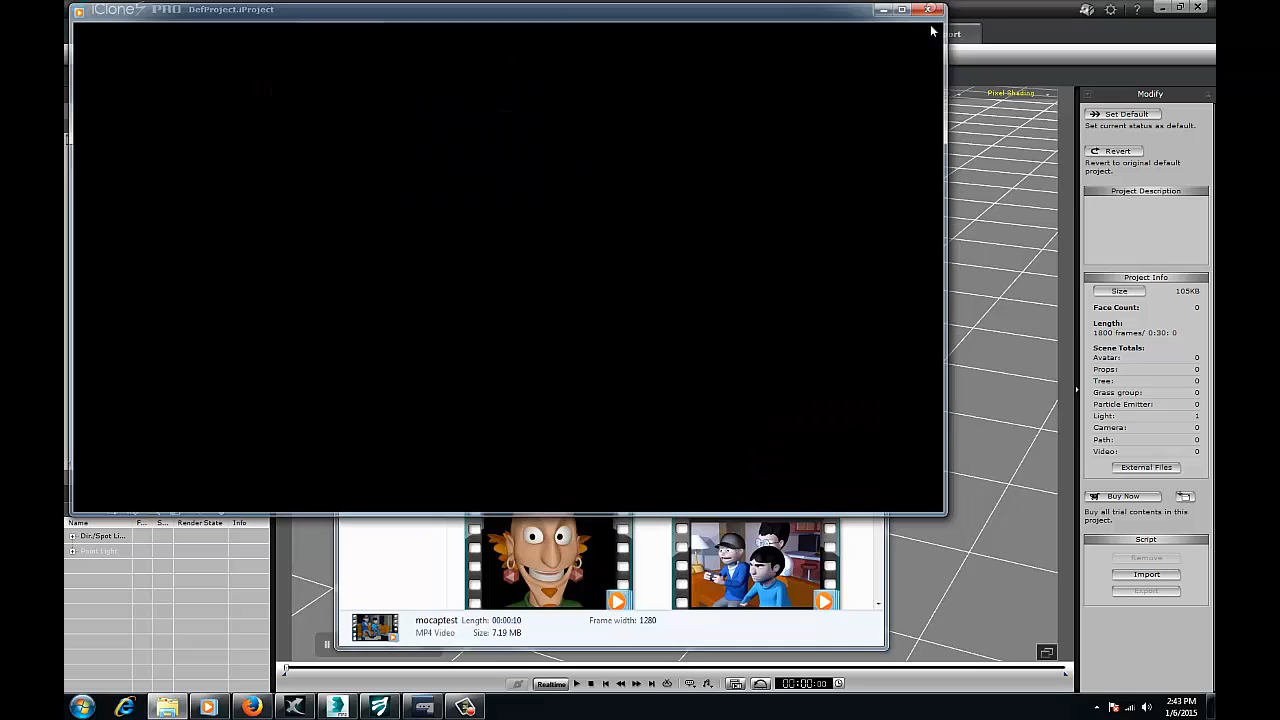 iClone5 PRO DefProject.iProject
?
ort
Pixel Shading
Modify
Set Default
Set current status as default.
Revert
Revert to original default
project.
Project Description
Project Info
Size 105KB
Face Count: 0
Length:
1800 frames/ 0:30: 0
Scene Totals:
Avatar: 0
Props: 0
Tree: 0
Grass group: 0
Particle Emitter: 0
Light: 1
Camera: 0
Path: 0
Video: 0
External Files
Buy Now
Buy all trial contents in this
project.
Script
Remove
Import
Export
Name F... S... Render State Info
Dir./Spot Li...
Point Light
mocaptest Length: 00:00:10 Frame width: 1280
MP4 Video Size: 7.19 MB
Realtime 00:00:00
2:43 PM
1/6/2015